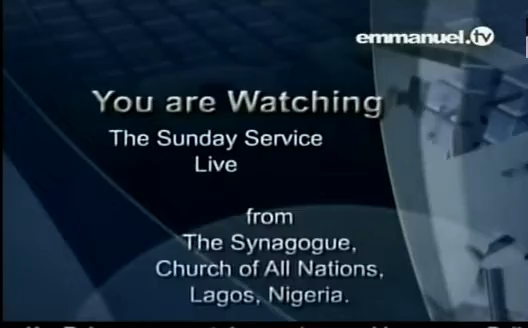 emmanuel.tv
You are Watching
The Sunday Service
Live
from
The Synagogue,
Church of All Nations,
Lagos, Nigeria.